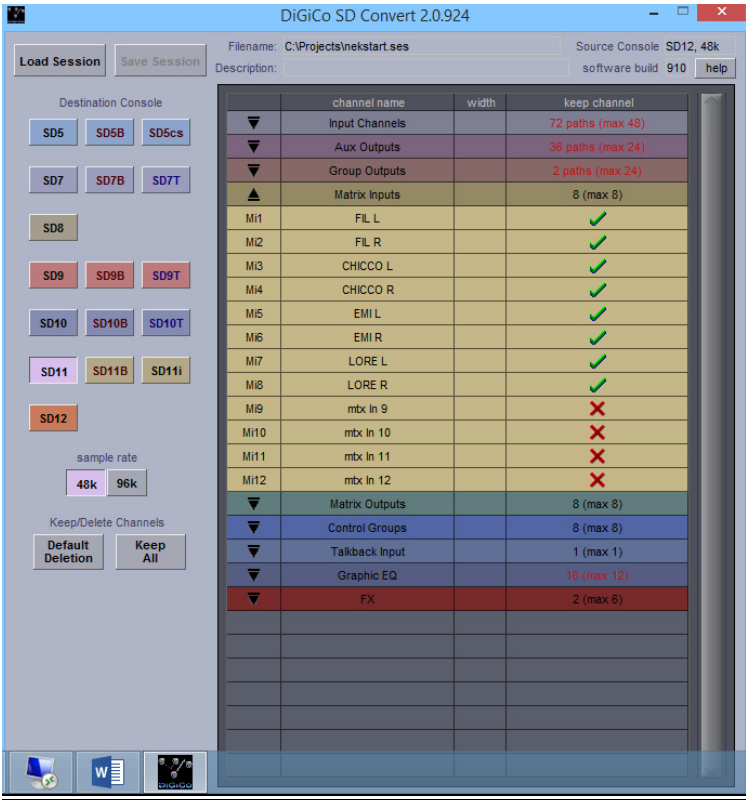 DiGiCo SD Convert 2.0.924
Load Session Save Session
Filename: C:\Projects\nekstart.ses Source Console SD12, 48k
Description: software build 910 help
Destination Console
SD5 SD5B SD5cs
SD7 SD7B SD7T
SD8
SD9 SD9B SD9T
SD10 SD10B SD10T
SD11 SD11B SD11i
SD12
sample rate
48k 96k
Keep/Delete Channels
Default Deletion Keep All
channel name width keep channel
Input Channels 72 paths (max 48)
Aux Outputs 36 paths (max 24)
Group Outputs 2 paths (max 24)
Matrix Inputs 8 (max 8)
Mi1 FIL L
Mi2 FIL R
Mi3 CHICCO L
Mi4 CHICCO R
Mi5 EMI L
Mi6 EMI R
Mi7 LORE L
Mi8 LORE R
Mi9 mtx In 9
Mi10 mtx In 10
Mi11 mtx In 11
Mi12 mtx In 12
Matrix Outputs 8 (max 8)
Control Groups 8 (max 8)
Talkback Input 1 (max 1)
Graphic EQ 16 (max 12)
FX 2 (max 6)
W DiGiCo